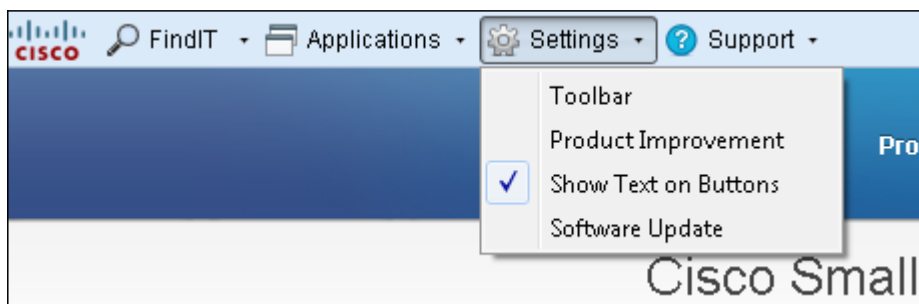 CISCO FindIT Applications Settings Support
Toolbar
Product Improvement
Pro
Show Text on Buttons
Software Update
Cisco Small